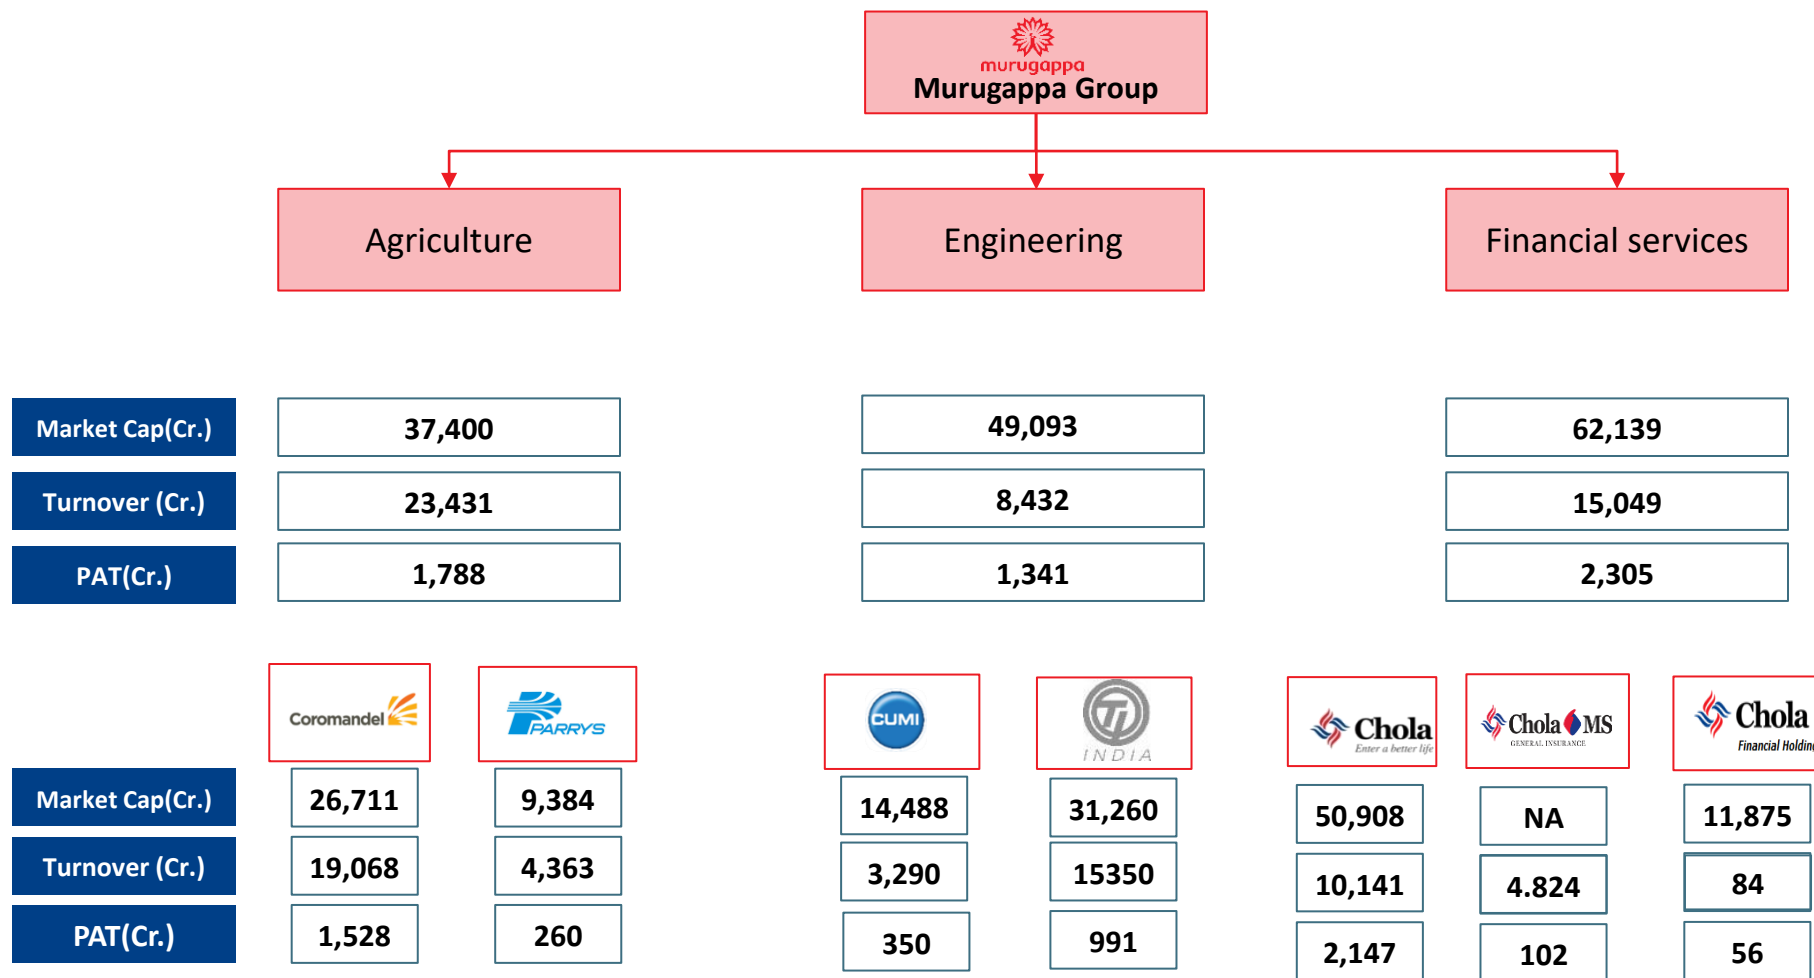 murugappa
Murugappa Group
Agriculture
Engineering
Financial services
Market Cap(Cr.)
37,400
49,093
62,139
Turnover (Cr.)
23,431
8,432
15,049
PAT(Cr.)
1,788
1,341
2,305
Coromandel
PARRYS
CUMI
TI
INDIA
Chola
Enter a better life
Chola MS
GENERAL INSURANCE
Chola
Financial Holding
Market Cap(Cr.)
26,711
9,384
14,488
31,260
50,908
NA
11,875
Turnover (Cr.)
19,068
4,363
3,290
15350
10,141
4.824
84
PAT(Cr.)
1,528
260
350
991
2,147
102
56